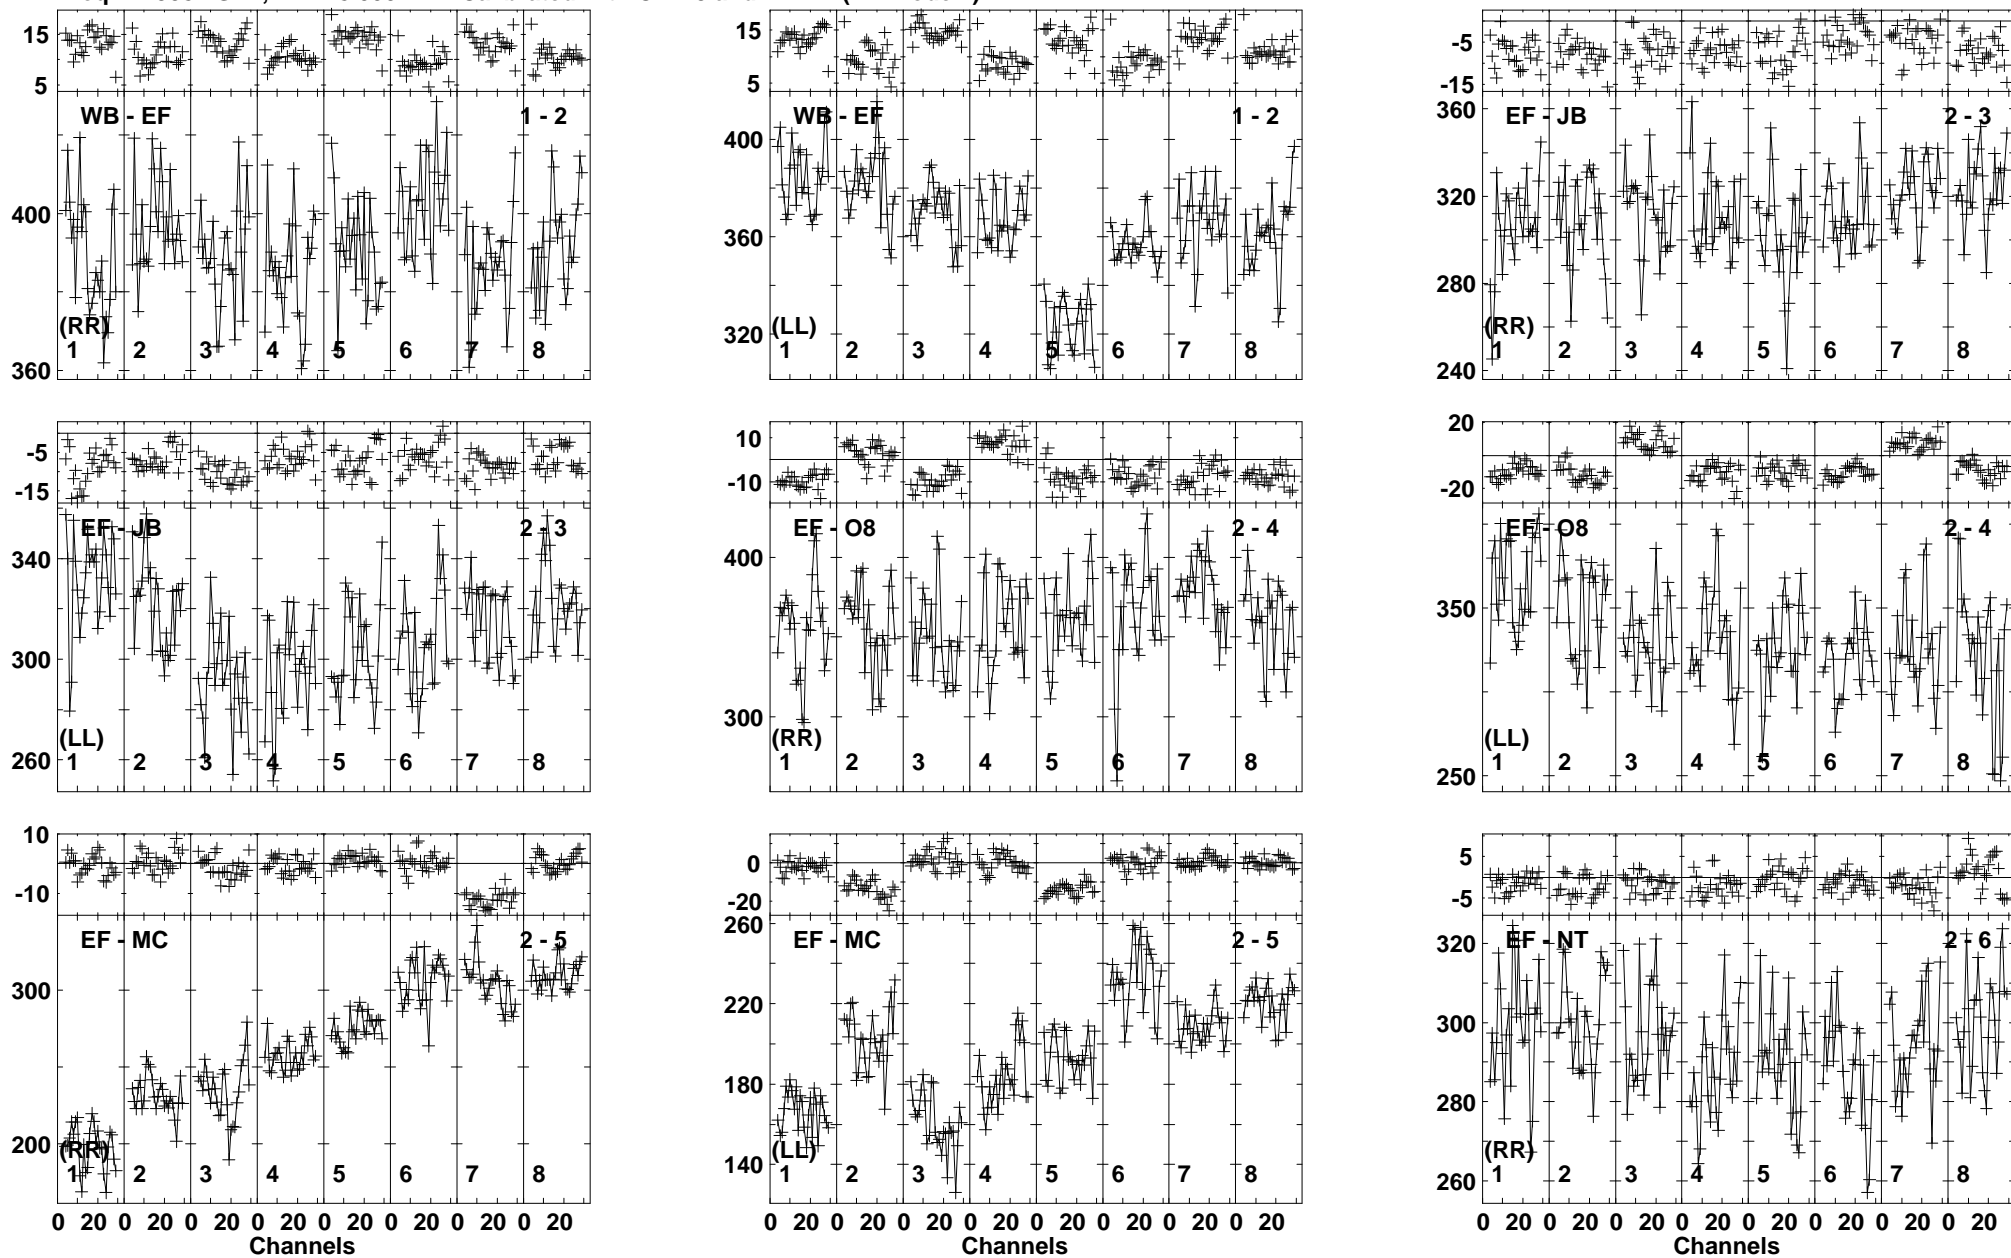 15 15 -5
5 5 -15
WB - EF 1 - 2 WB - EF 1 - 2 360 EF - JB 2 - 3
400 400 320
360 280
(RR) (LL) 320 (RR)
1 2 3 4 5 6 7 8 1 2 3 4 5 6 7 8 1 2 3 4 5 6 7 8
360 240
-5 10 20
-15 -10 -20
EF - JB 2 - 3 EF - O8 2 - 4 EF - O8 2 - 4
340 400 350
300
(LL) 300 (RR) (LL)
260 1 2 3 4 5 6 7 8 1 2 3 4 5 6 7 8 250 1 2 3 4 5 6 7 8
10 0 5
-10 -20 -5
EF - MC 2 - 5 260 EF - MC 2 - 5 320 EF - NT 2 - 6
300 220 300
200 180 280
(RR) (LL) (RR)
1 2 3 4 5 6 7 8 140 1 2 3 4 5 6 7 8 260 1 2 3 4 5 6 7 8
0 20 0 20 0 20 0 20 0 20 0 20 0 20 0 20 0 20 0 20 0 20 0 20 0 20 0 20 0 20 0 20 0 20 0 20 0 20 0 20 0 20 0 20 0 20 0 20
Channels Channels Channels